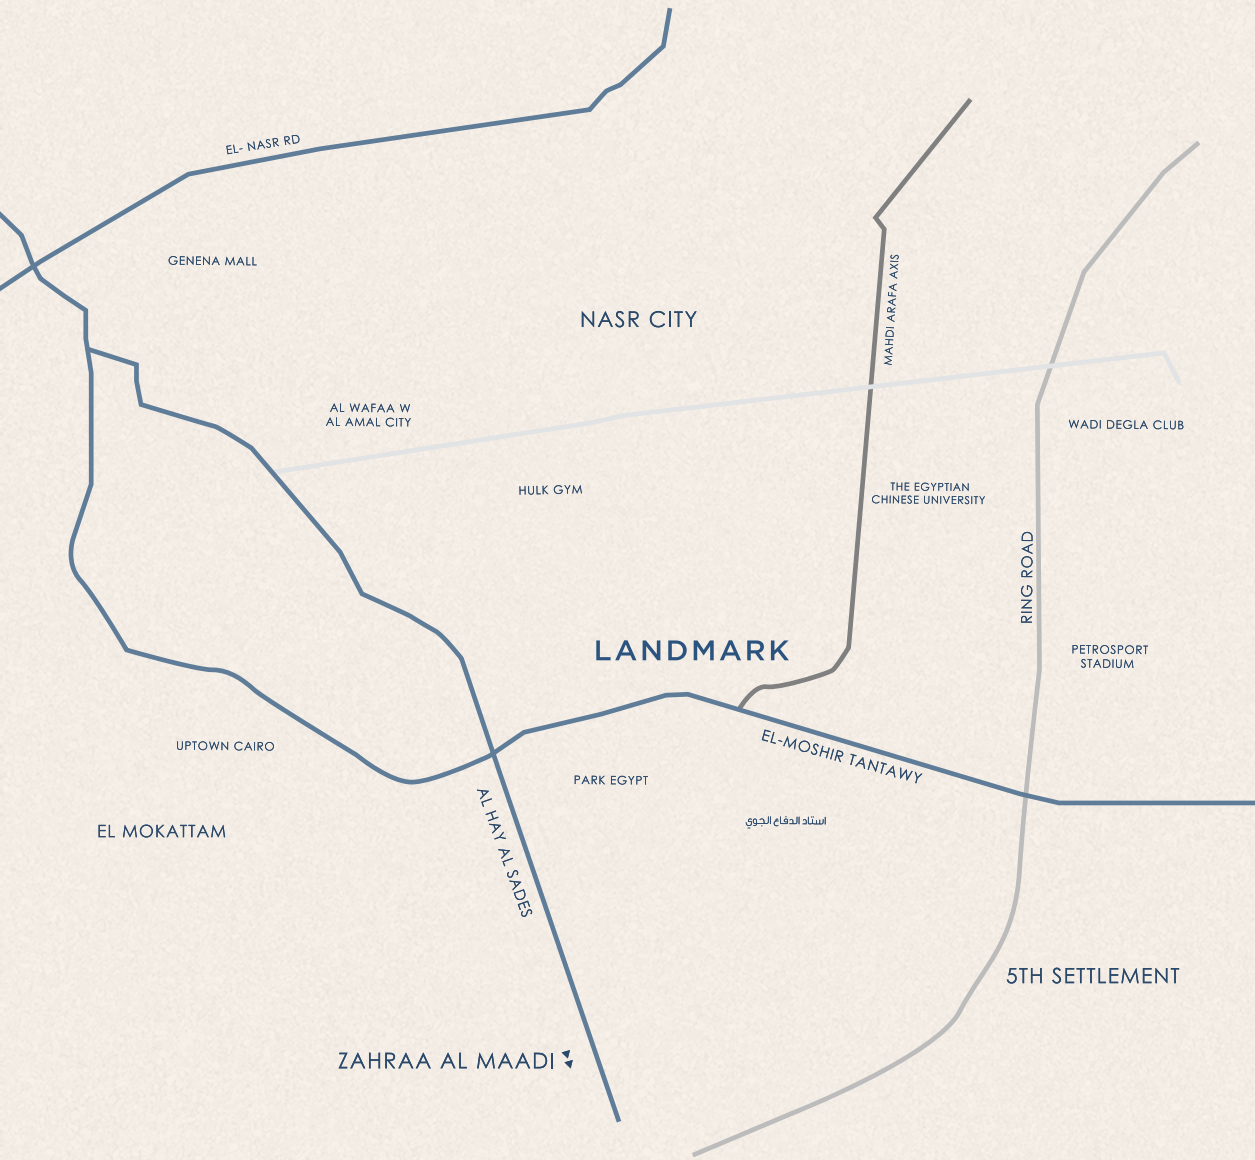 EL- NASR RD
GENENA MALL
MAHDI ARAFA AXIS
NASR CITY
AL WAFAA W
AL AMAL CITY
WADI DEGLA CLUB
HULK GYM
THE EGYPTIAN
CHINESE UNIVERSITY
RING ROAD
LANDMARK
PETROSPORT
STADIUM
UPTOWN CAIRO
EL-MOSHIR TANTAWY
PARK EGYPT
استاد الدفاع الجوي
EL MOKATTAM
AL HAY AL SADES
5TH SETTLEMENT
ZAHRAA AL MAADI